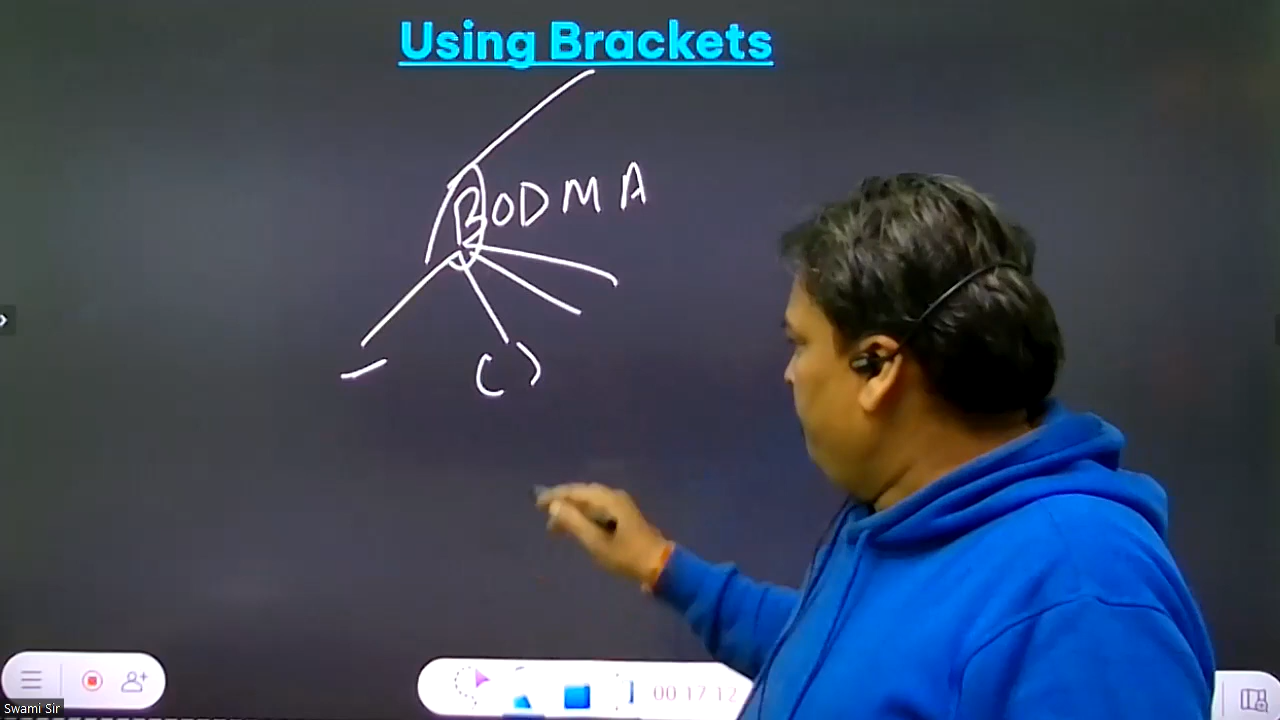 Using Brackets
BODMA
— ( )
00 17 12
Swami Sir